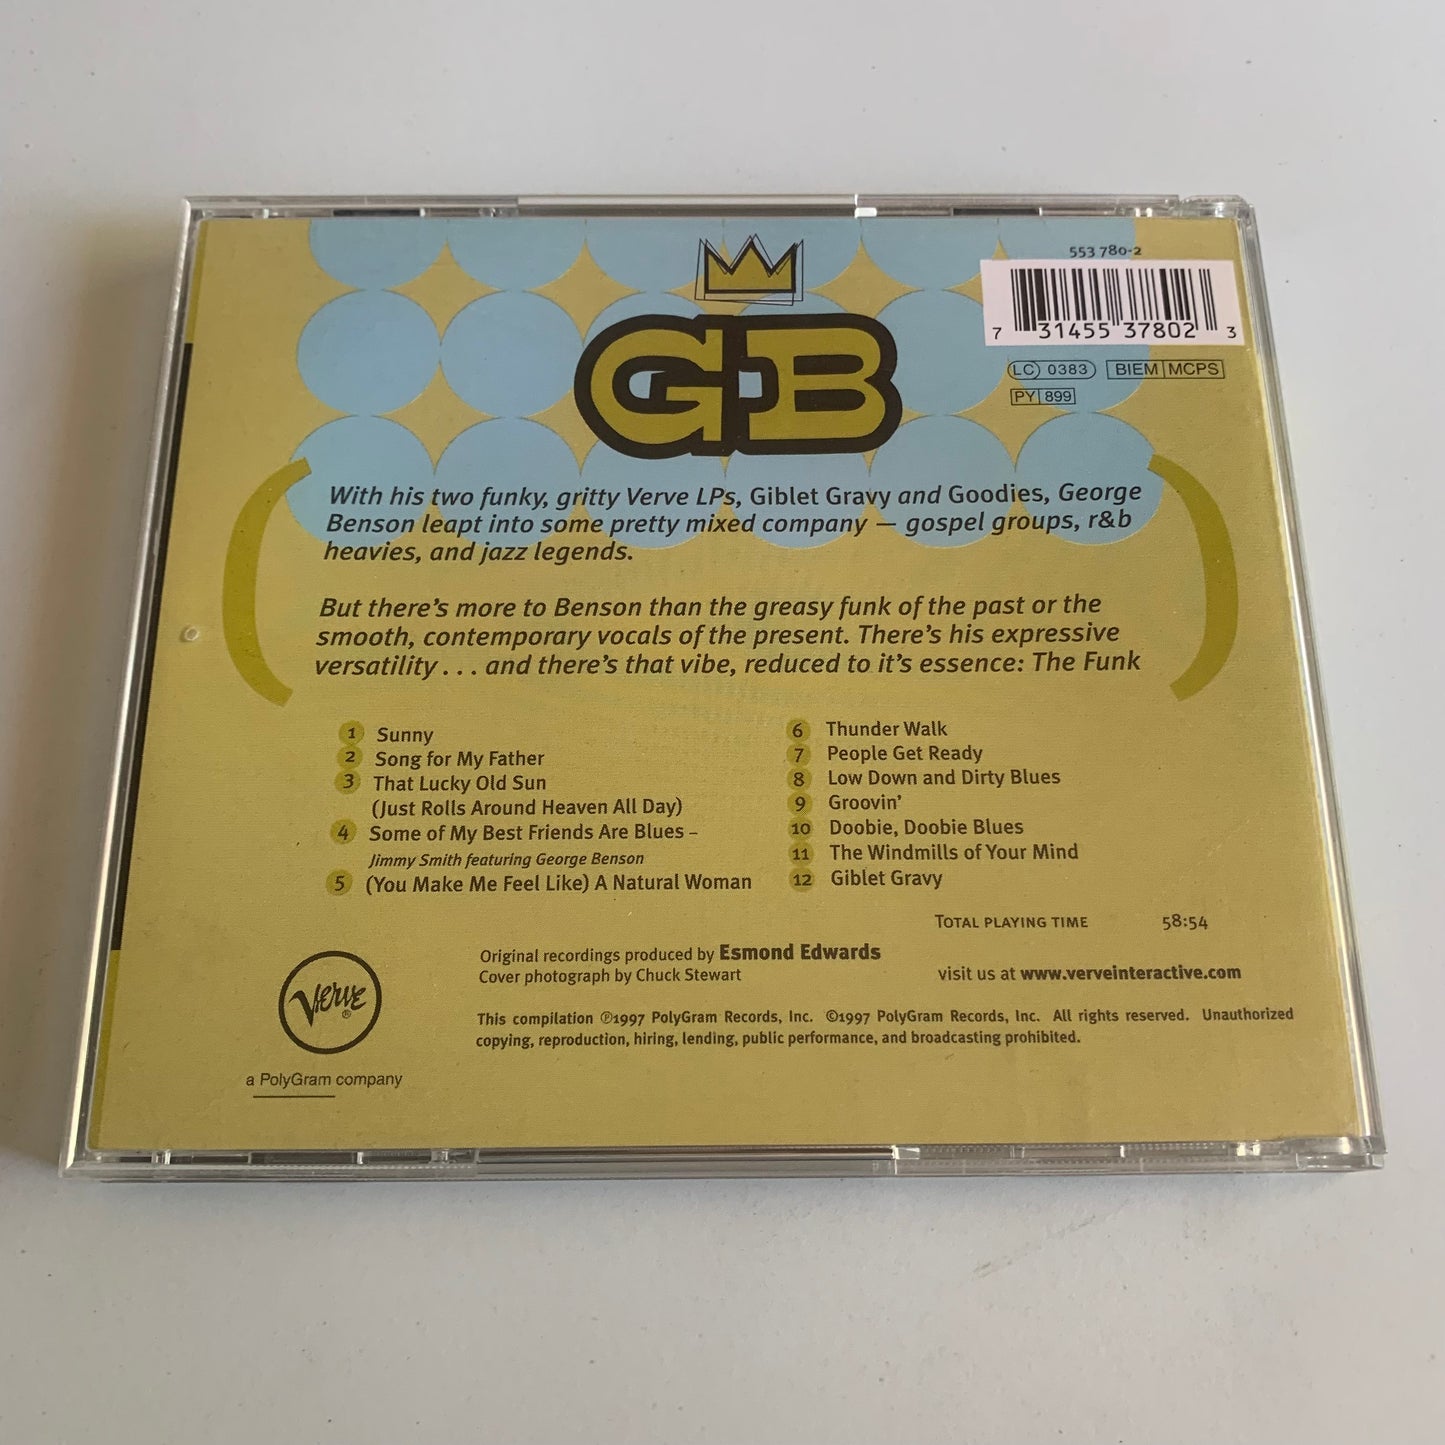 553 780-2
7 31455 37802 3
LC 0383 BIEM MCPS
PY 899
GB
With his two funky, gritty Verve LPs, Giblet Gravy and Goodies, George
Benson leapt into some pretty mixed company — gospel groups, r&b
heavies, and jazz legends.
But there's more to Benson than the greasy funk of the past or the
smooth, contemporary vocals of the present. There's his expressive
versatility . . . and there's that vibe, reduced to it's essence: The Funk
1 Sunny
2 Song for My Father
3 That Lucky Old Sun
(Just Rolls Around Heaven All Day)
4 Some of My Best Friends Are Blues –
Jimmy Smith featuring George Benson
5 (You Make Me Feel Like) A Natural Woman
6 Thunder Walk
7 People Get Ready
8 Low Down and Dirty Blues
9 Groovin'
10 Doobie, Doobie Blues
11 The Windmills of Your Mind
12 Giblet Gravy
Total playing time 58:54
Original recordings produced by Esmond Edwards
Cover photograph by Chuck Stewart
visit us at www.verveinteractive.com
This compilation ℗1997 PolyGram Records, Inc. ©1997 PolyGram Records, Inc. All rights reserved. Unauthorized
copying, reproduction, hiring, lending, public performance, and broadcasting prohibited.
Verve®
a PolyGram company